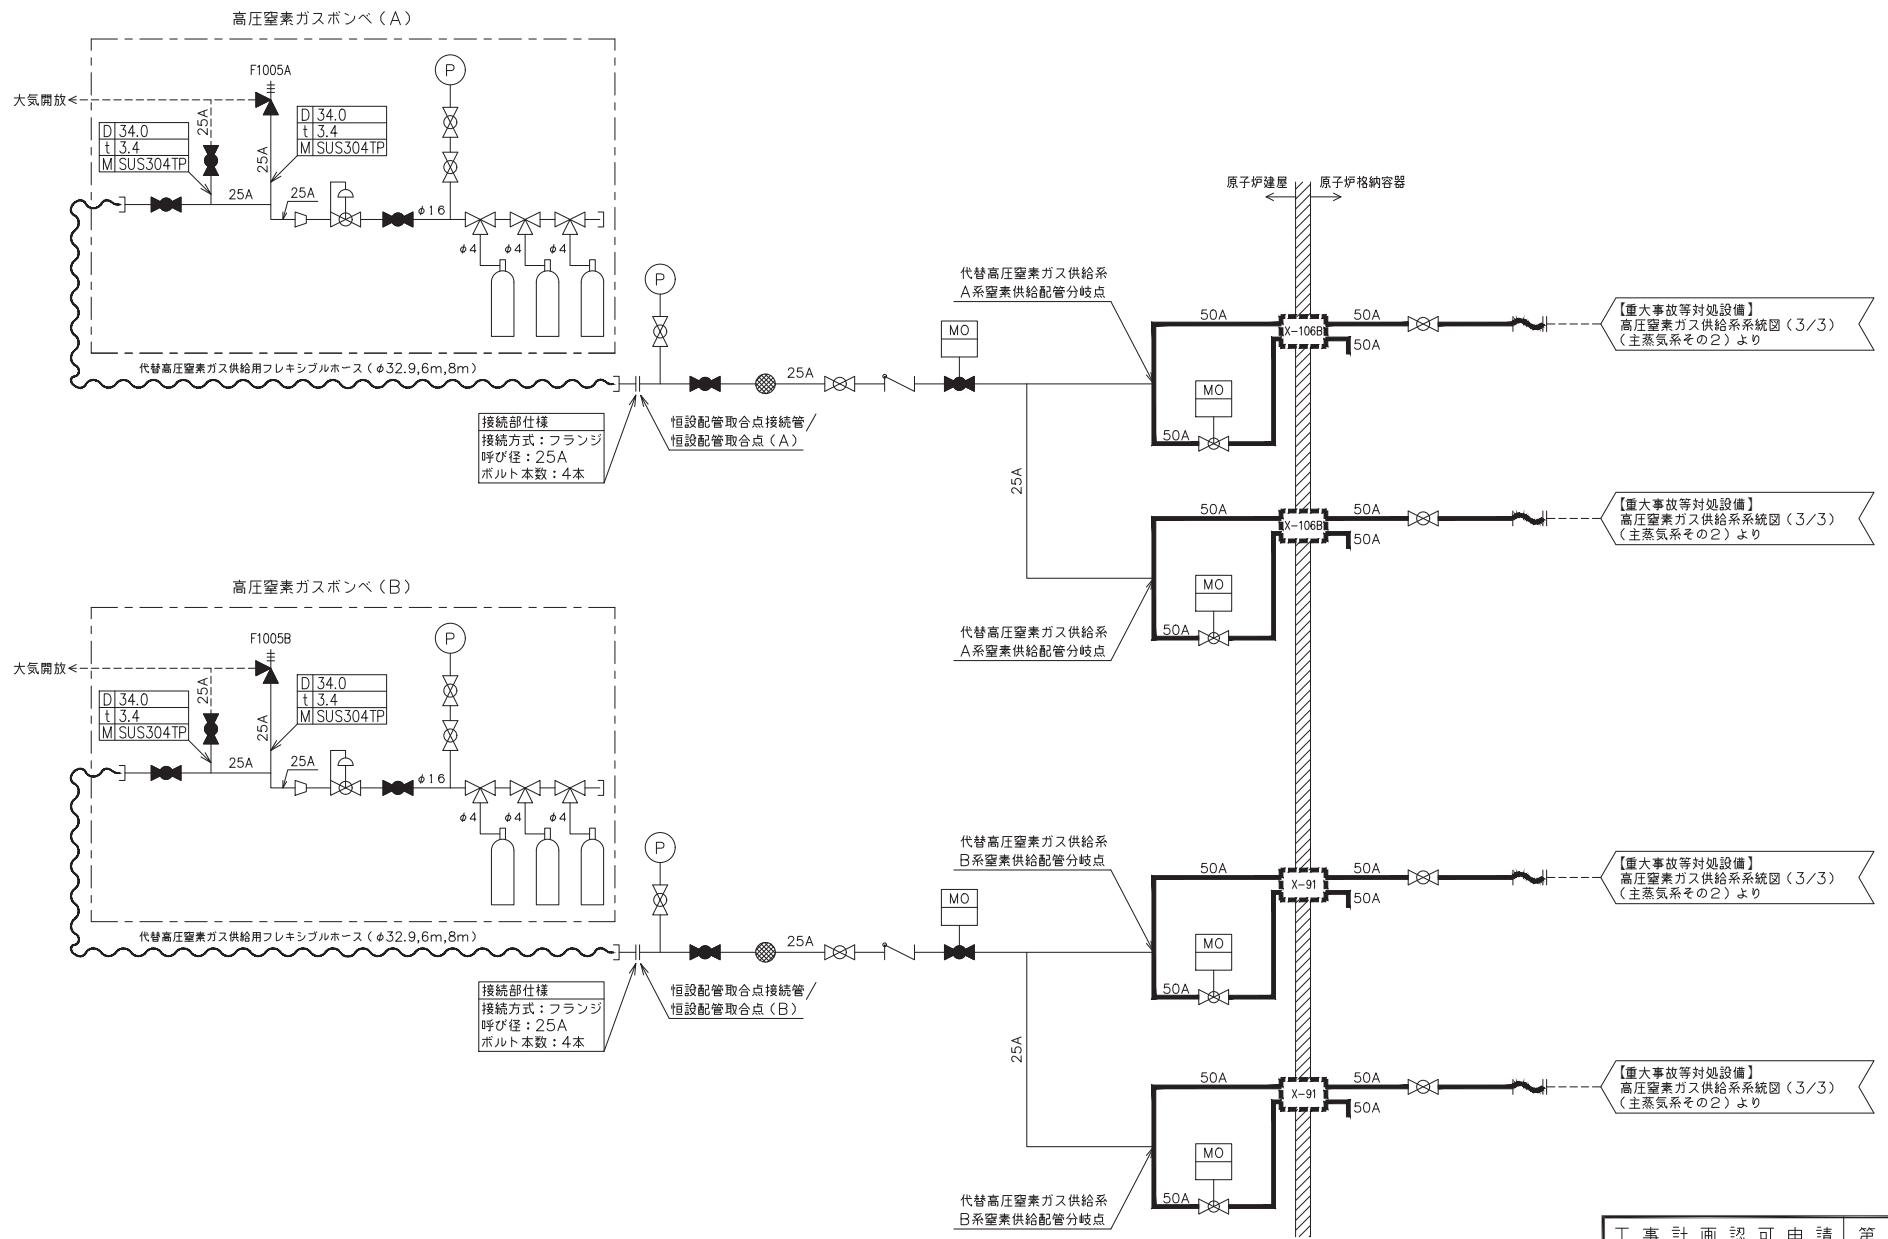 高圧窒素ガスボンベ（A）
F1005A
P
大気開放
25A
D 34.0
t 3.4
M SUS304TP
25A
D 34.0
t 3.4
M SUS304TP
25A
25A
φ16
φ4
φ4
φ4
代替高圧窒素ガス供給用フレキシブルホース（φ32.9,6m,8m）
P
25A
MO
接続部仕様
接続方式：フランジ
呼び径：25A
ボルト本数：4本
恒設配管取合点接続管／
恒設配管取合点（A）
25A
原子炉建屋
原子炉格納容器
代替高圧窒素ガス供給系
A系窒素供給配管分岐点
50A
X-106B
50A
50A
MO
50A
【重大事故等対処設備】
高圧窒素ガス供給系系統図（3／3）
（主蒸気系その2）より
50A
X-106B
50A
50A
MO
50A
【重大事故等対処設備】
高圧窒素ガス供給系系統図（3／3）
（主蒸気系その2）より
代替高圧窒素ガス供給系
A系窒素供給配管分岐点
高圧窒素ガスボンベ（B）
F1005B
P
大気開放
25A
D 34.0
t 3.4
M SUS304TP
25A
D 34.0
t 3.4
M SUS304TP
25A
25A
φ16
φ4
φ4
φ4
代替高圧窒素ガス供給用フレキシブルホース（φ32.9,6m,8m）
P
25A
MO
接続部仕様
接続方式：フランジ
呼び径：25A
ボルト本数：4本
恒設配管取合点接続管／
恒設配管取合点（B）
25A
代替高圧窒素ガス供給系
B系窒素供給配管分岐点
50A
X-91
50A
50A
MO
50A
【重大事故等対処設備】
高圧窒素ガス供給系系統図（3／3）
（主蒸気系その2）より
50A
X-91
50A
50A
MO
50A
【重大事故等対処設備】
高圧窒素ガス供給系系統図（3／3）
（主蒸気系その2）より
代替高圧窒素ガス供給系
B系窒素供給配管分岐点
工事計画認可申請 第